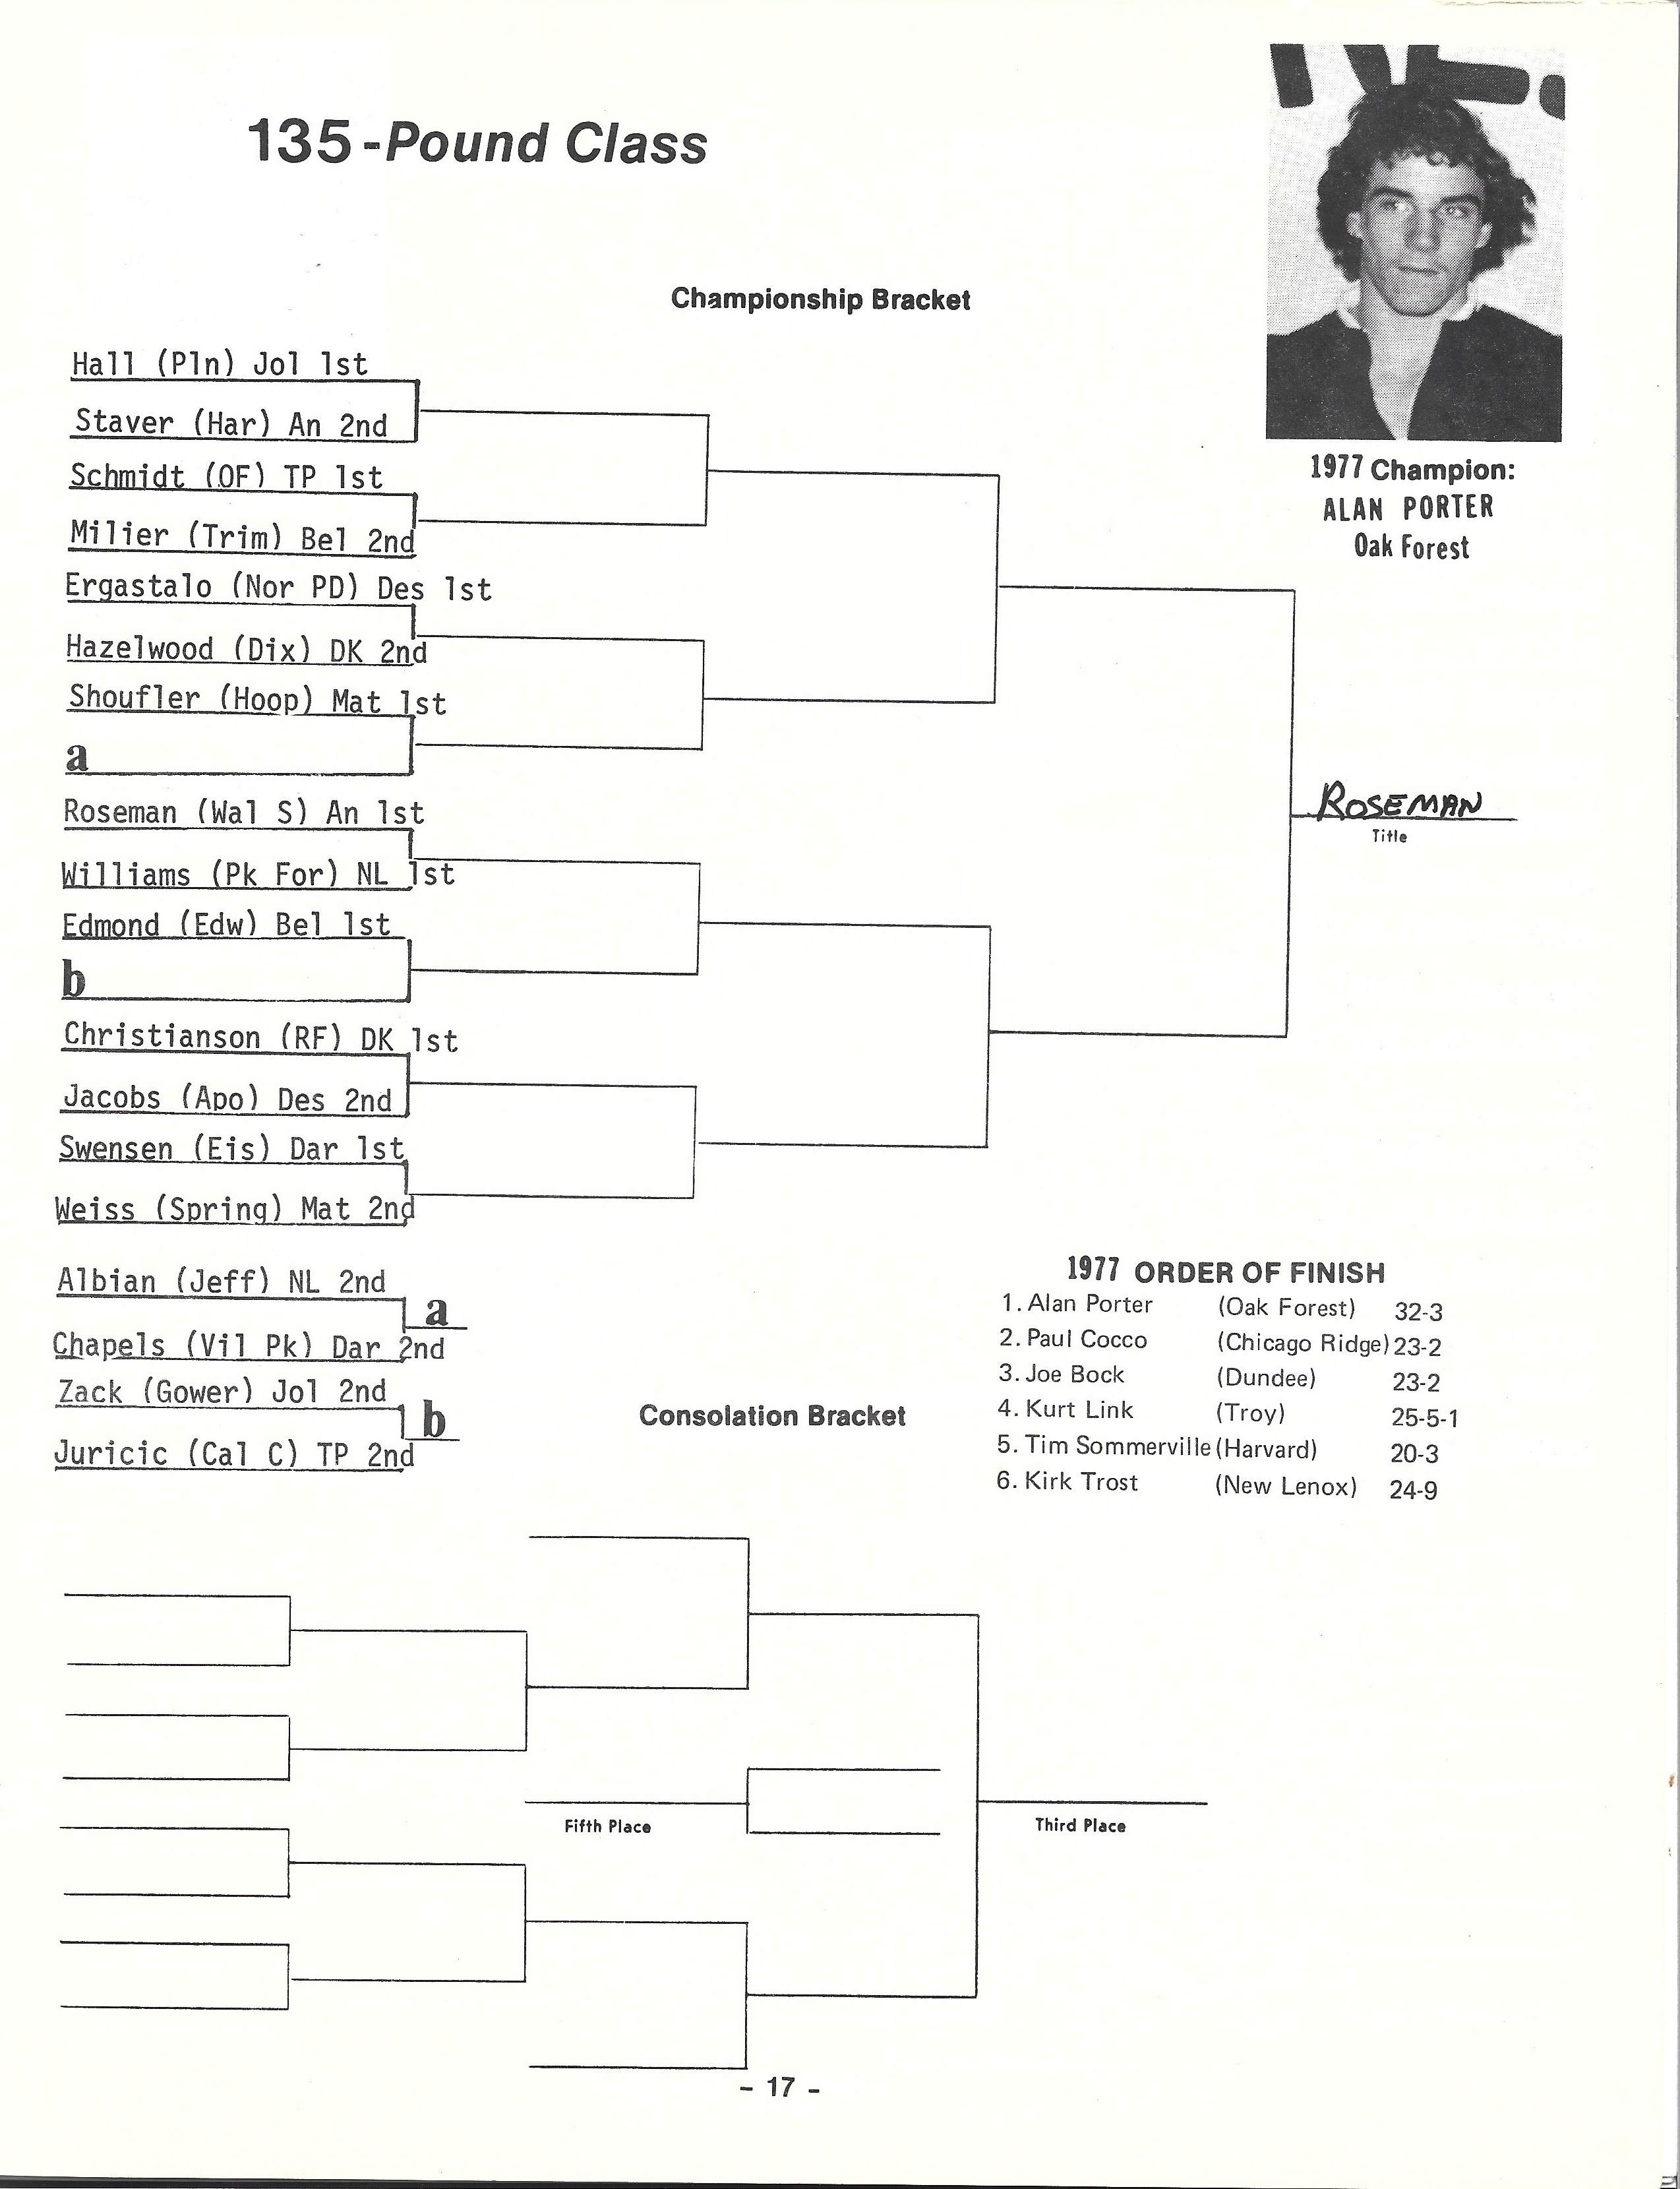 135-Pound Class
1977 Champion:
ALAN PORTER
Oak Forest
Championship Bracket
Hall (Pln) Jol 1st
Staver (Har) An 2nd
Schmidt (OF) TP 1st
Milier (Trim) Bel 2nd
Ergastalo (Nor PD) Des 1st
Hazelwood (Dix) DK 2nd
Shoufler (Hoop) Mat 1st
a
Roseman (Wal S) An 1st
Williams (Pk For) NL 1st
Edmond (Edw) Bel 1st
b
Christianson (RF) DK 1st
Jacobs (Apo) Des 2nd
Swensen (Eis) Dar 1st
Weiss (Spring) Mat 2nd
ROSEMAN
Title
Albian (Jeff) NL 2nd
a
Chapels (Vil Pk) Dar 2nd
Zack (Gower) Jol 2nd
b
Juricic (Cal C) TP 2nd
1977 ORDER OF FINISH
1. Alan Porter (Oak Forest) 32-3
2. Paul Cocco (Chicago Ridge) 23-2
3. Joe Bock (Dundee) 23-2
4. Kurt Link (Troy) 25-5-1
5. Tim Sommerville (Harvard) 20-3
6. Kirk Trost (New Lenox) 24-9
Consolation Bracket
Fifth Place
Third Place
- 17 -